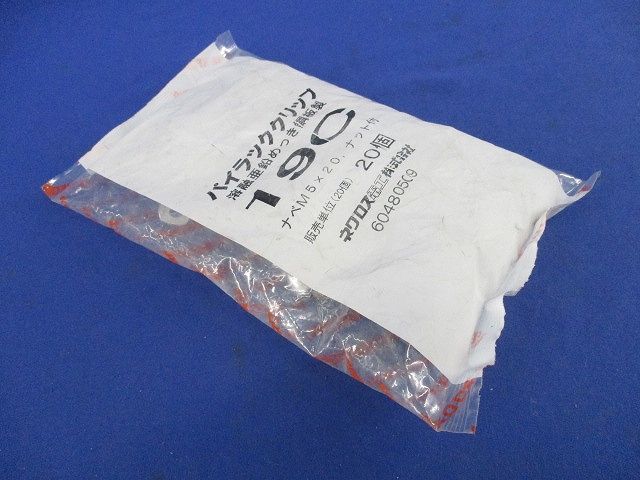 パイラッククリップ
溶融亜鉛めっき鋼板製
19C
ナベM5×20,ナット付
販売単位(20個) 20個
ネグロス電工株式会社
604805009